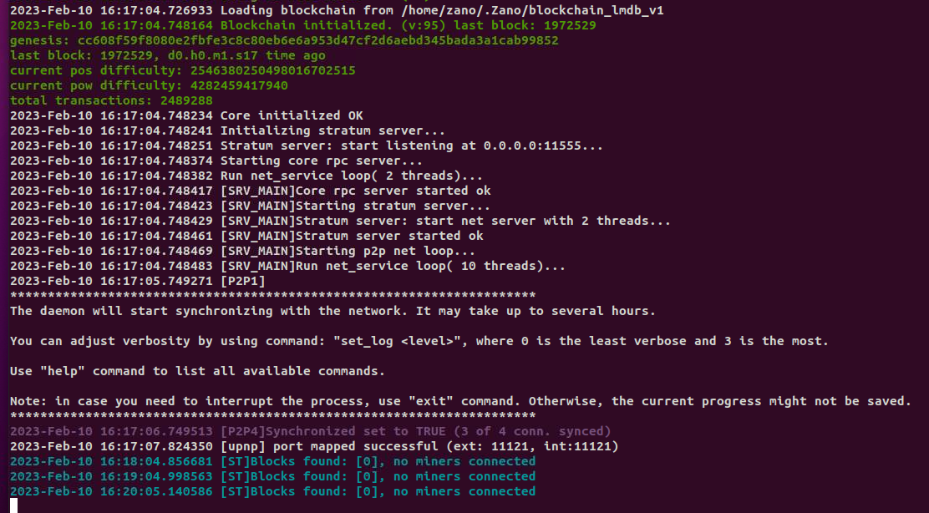 2023-Feb-10 16:17:04.726933 Loading blockchain from /home/zano/.Zano/blockchain_lmdb_v1
2023-Feb-10 16:17:04.748164 Blockchain initialized. (v:95) last block: 1972529
genesis: cc608f59f8080e2fbfe3c8c80eb6e6a953d47cf2d6aebd345bada3a1cab99852
last block: 1972529, d0.h0.m1.s17 time ago
current pos difficulty: 2546380250498016702515
current pow difficulty: 4282459417940
total transactions: 2489288
2023-Feb-10 16:17:04.748234 Core initialized OK
2023-Feb-10 16:17:04.748241 Initializing stratum server...
2023-Feb-10 16:17:04.748251 Stratum server: start listening at 0.0.0.0:11555...
2023-Feb-10 16:17:04.748374 Starting core rpc server...
2023-Feb-10 16:17:04.748382 Run net_service loop( 2 threads)...
2023-Feb-10 16:17:04.748417 [SRV_MAIN]Core rpc server started ok
2023-Feb-10 16:17:04.748423 [SRV_MAIN]Starting stratum server...
2023-Feb-10 16:17:04.748429 [SRV_MAIN]Stratum server: start net server with 2 threads...
2023-Feb-10 16:17:04.748461 [SRV_MAIN]Stratum server started ok
2023-Feb-10 16:17:04.748469 [SRV_MAIN]Starting p2p net loop...
2023-Feb-10 16:17:04.748483 [SRV_MAIN]Run net_service loop( 10 threads)...
2023-Feb-10 16:17:05.749271 [P2P1]
**********************************************************************
The daemon will start synchronizing with the network. It may take up to several hours.
You can adjust verbosity by using command: "set_log <level>", where 0 is the least verbose and 3 is the most.
Use "help" command to list all available commands.
Note: in case you need to interrupt the process, use "exit" command. Otherwise, the current progress might not be saved.
**********************************************************************
2023-Feb-10 16:17:06.749513 [P2P4]Synchronized set to TRUE (3 of 4 conn. synced)
2023-Feb-10 16:17:07.824350 [upnp] port mapped successful (ext: 11121, int:11121)
2023-Feb-10 16:18:04.856681 [ST]Blocks found: [0], no miners connected
2023-Feb-10 16:19:04.998563 [ST]Blocks found: [0], no miners connected
2023-Feb-10 16:20:05.140586 [ST]Blocks found: [0], no miners connected